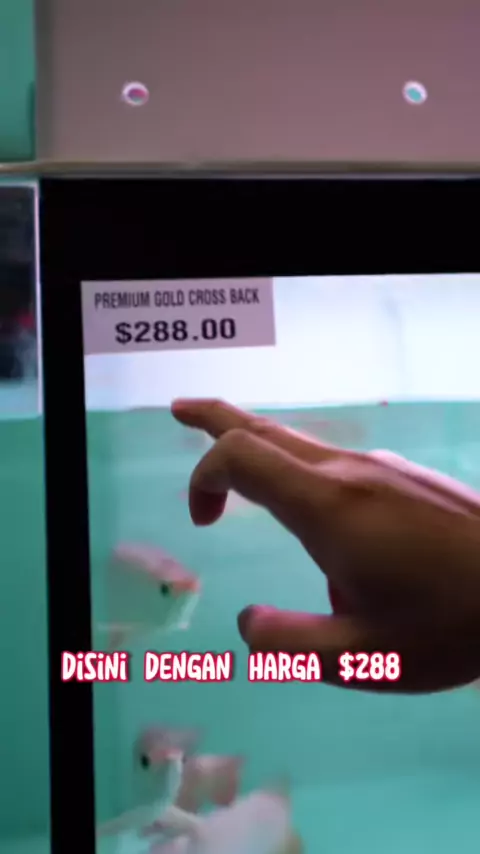 PREMIUM GOLD CROSS BACK
$288.00
DiSiNi DENGAN HARGA $288